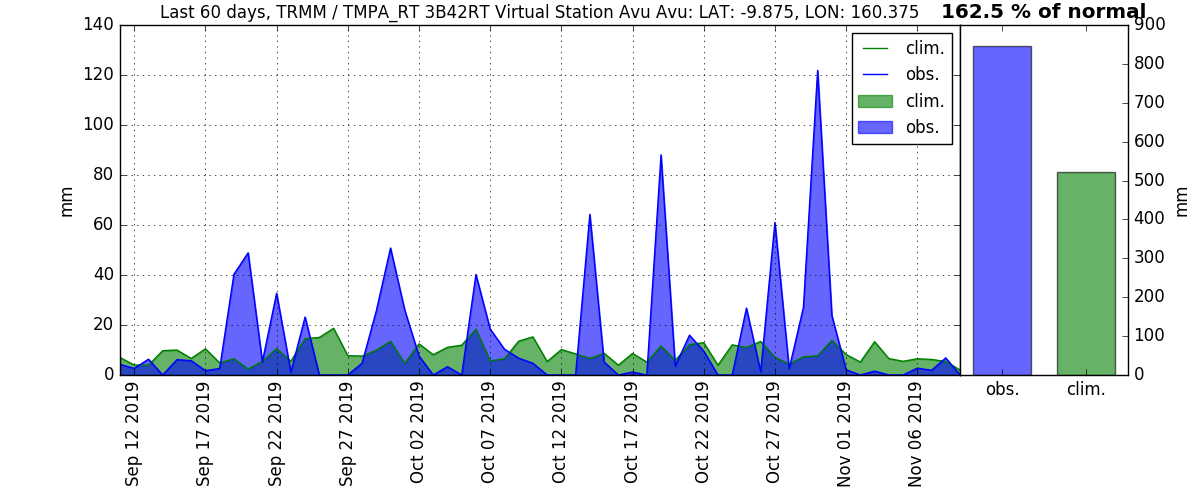 Last 60 days, TRMM / TMPA_RT 3B42RT Virtual Station Avu Avu: LAT: -9.875, LON: 160.375
162.5 % of normal
140
120
100
80
60
40
20
0
mm
clim.
obs.
clim.
obs.
900
800
700
600
500
400
300
200
100
0
mm
obs.
clim.
Sep 12 2019
Sep 17 2019
Sep 22 2019
Sep 27 2019
Oct 02 2019
Oct 07 2019
Oct 12 2019
Oct 17 2019
Oct 22 2019
Oct 27 2019
Nov 01 2019
Nov 06 2019